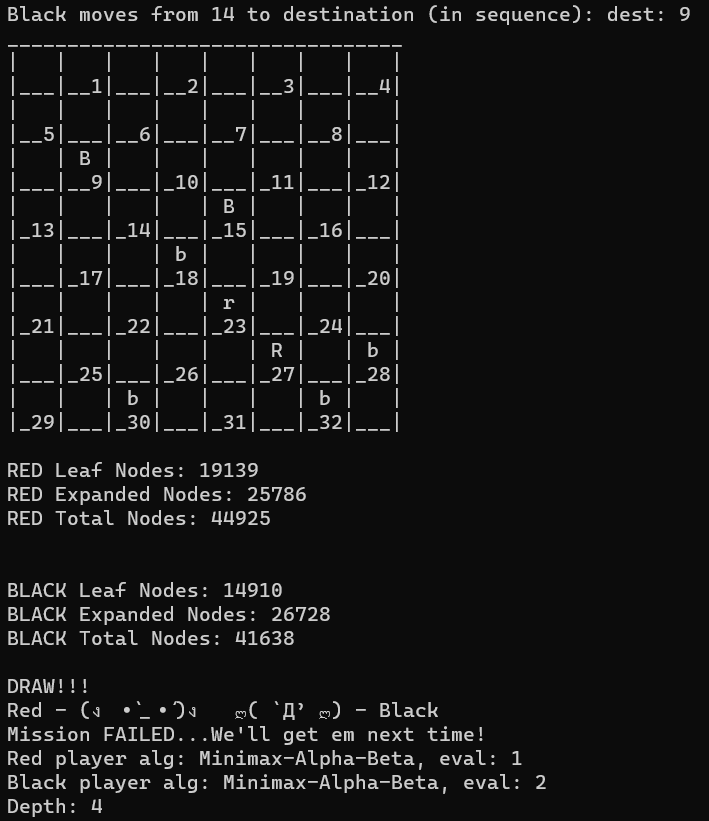 Black moves from 14 to destination (in sequence): dest: 9
_________________________________
|   |   |   |   |   |   |   |   |
|___|__1|___|__2|___|__3|___|__4|
|   |   |   |   |   |   |   |   |
|__5|___|__6|___|__7|___|__8|___|
|   | B |   |   |   |   |   |   |
|___|__9|___|_10|___|_11|___|_12|
|   |   |   |   | B |   |   |   |
|_13|___|_14|___|_15|___|_16|___|
|   |   |   | b |   |   |   |   |
|___|_17|___|_18|___|_19|___|_20|
|   |   |   |   | r |   |   |   |
|_21|___|_22|___|_23|___|_24|___|
|   |   |   |   |   | R |   | b |
|___|_25|___|_26|___|_27|___|_28|
|   |   | b |   |   |   | b |   |
|_29|___|_30|___|_31|___|_32|___|
RED Leaf Nodes: 19139
RED Expanded Nodes: 25786
RED Total Nodes: 44925
BLACK Leaf Nodes: 14910
BLACK Expanded Nodes: 26728
BLACK Total Nodes: 41638
DRAW!!!
Red - (ง •̀_•́)ง   ლ( `Д’ ლ) - Black
Mission FAILED...We'll get em next time!
Red player alg: Minimax-Alpha-Beta, eval: 1
Black player alg: Minimax-Alpha-Beta, eval: 2
Depth: 4